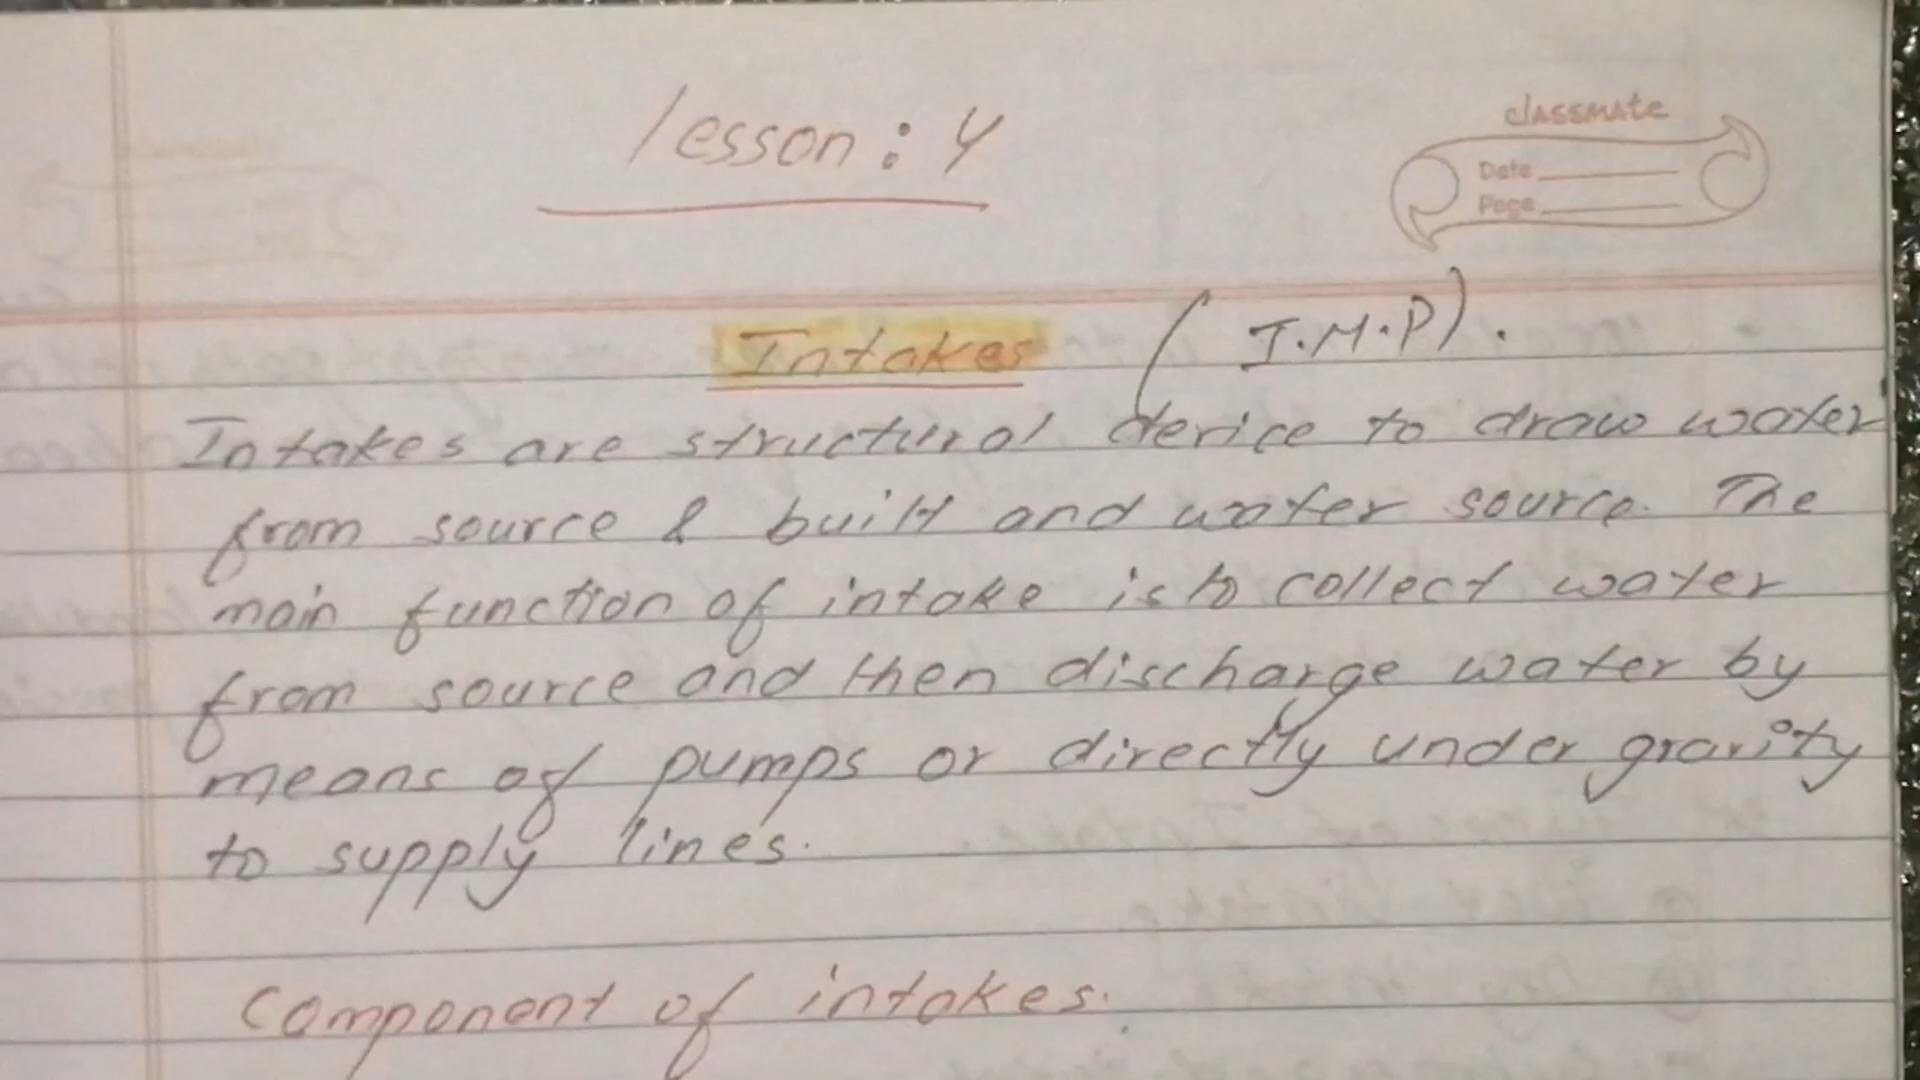 lesson : 4
classmate
Date
Page
Intakes (I.M.P).
Intakes are structural device to draw water
from source & built and water source. The
main function of intake is to collect water
from source and then discharge water by
means of pumps or directly under gravity
to supply lines.
Component of intakes.